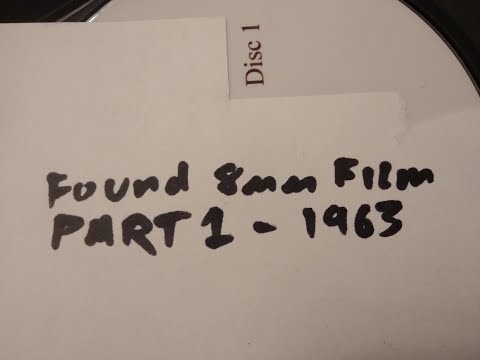 Disc 1
Found 8mm Film
PART 1 - 1963